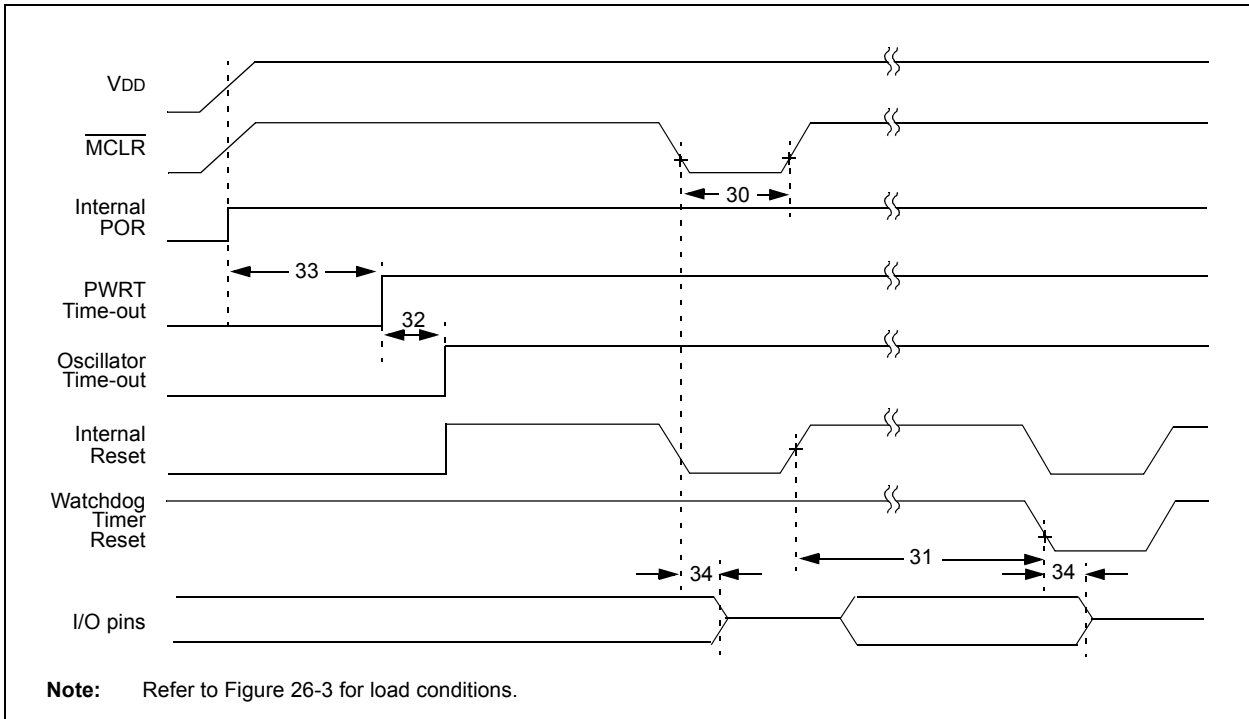 VDD
MCLR
30
Internal
POR
33
PWRT
Time-out
32
Oscillator
Time-out
Internal
Reset
Watchdog
Timer
Reset
31
34
34
I/O pins
Note: Refer to Figure 26-3 for load conditions.